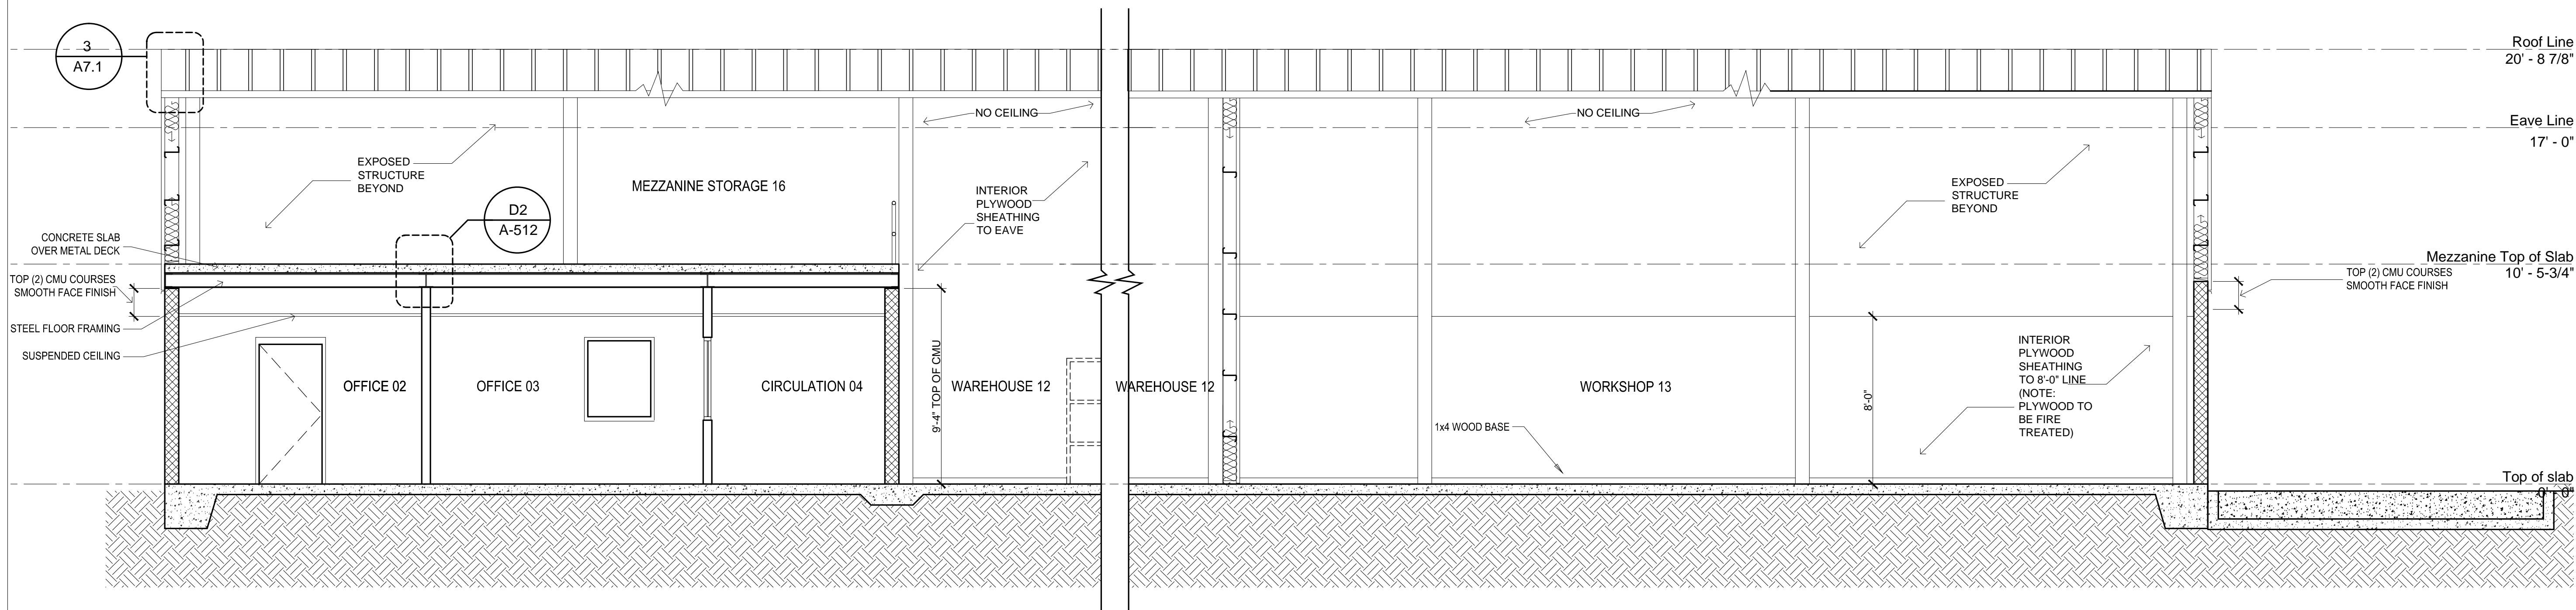 3
A7.1
Roof Line
20' - 8 7/8"
NO CEILING
NO CEILING
Eave Line
17' - 0"
EXPOSED
STRUCTURE
BEYOND
MEZZANINE STORAGE 16
INTERIOR
PLYWOOD
SHEATHING
TO EAVE
EXPOSED
STRUCTURE
BEYOND
D2
A-512
CONCRETE SLAB
OVER METAL DECK
TOP (2) CMU COURSES
SMOOTH FACE FINISH
STEEL FLOOR FRAMING
SUSPENDED CEILING
Mezzanine Top of Slab
10' - 5-3/4"
TOP (2) CMU COURSES
SMOOTH FACE FINISH
OFFICE 02
OFFICE 03
CIRCULATION 04
9'-4" TOP OF CMU
WAREHOUSE 12
WAREHOUSE 12
WORKSHOP 13
1x4 WOOD BASE
8'-0"
INTERIOR
PLYWOOD
SHEATHING
TO 8'-0" LINE
(NOTE:
PLYWOOD TO
BE FIRE
TREATED)
Top of slab
0' - 0"